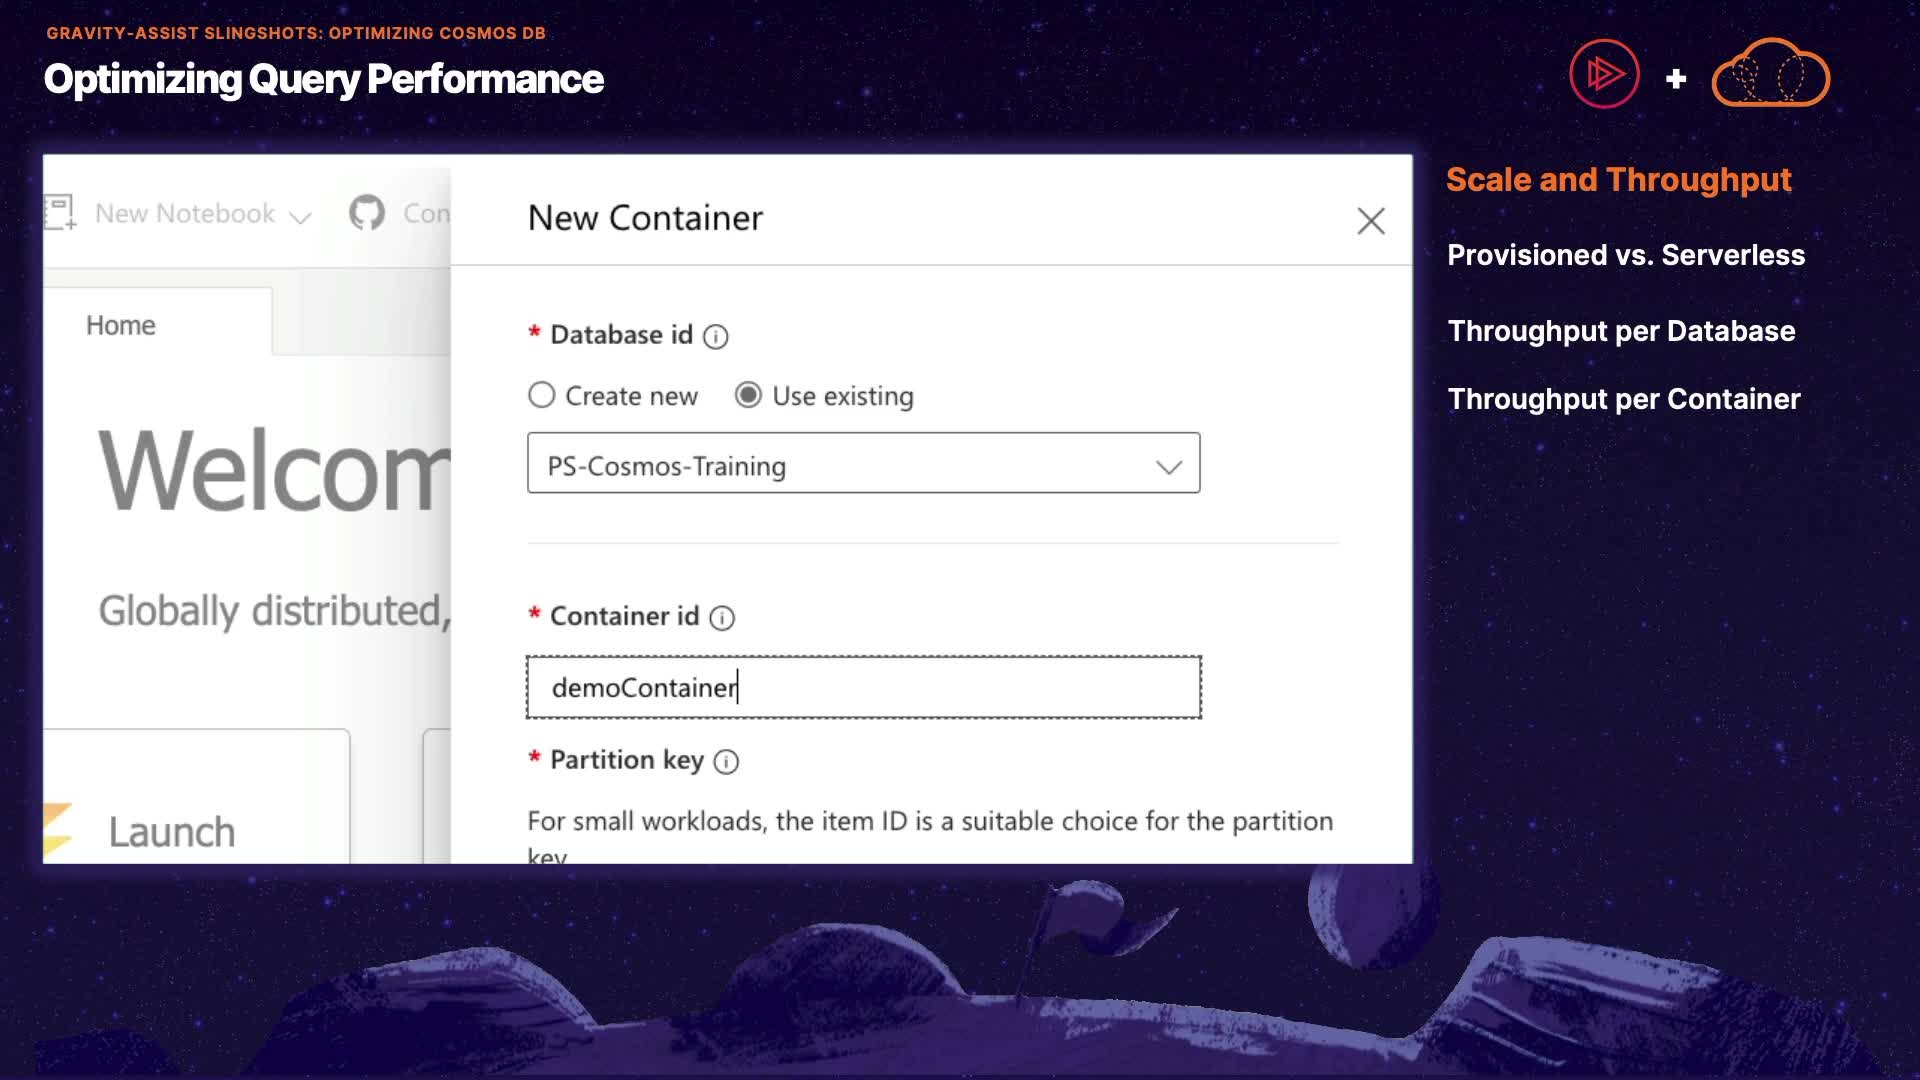 GRAVITY-ASSIST SLINGSHOTS: OPTIMIZING COSMOS DB
Optimizing Query Performance
New Notebook
Con
Home
Welcom
Globally distributed,
Launch
New Container
* Database id
Create new
Use existing
PS-Cosmos-Training
* Container id
demoContainer
* Partition key
For small workloads, the item ID is a suitable choice for the partition
key
+
Scale and Throughput
Provisioned vs. Serverless
Throughput per Database
Throughput per Container